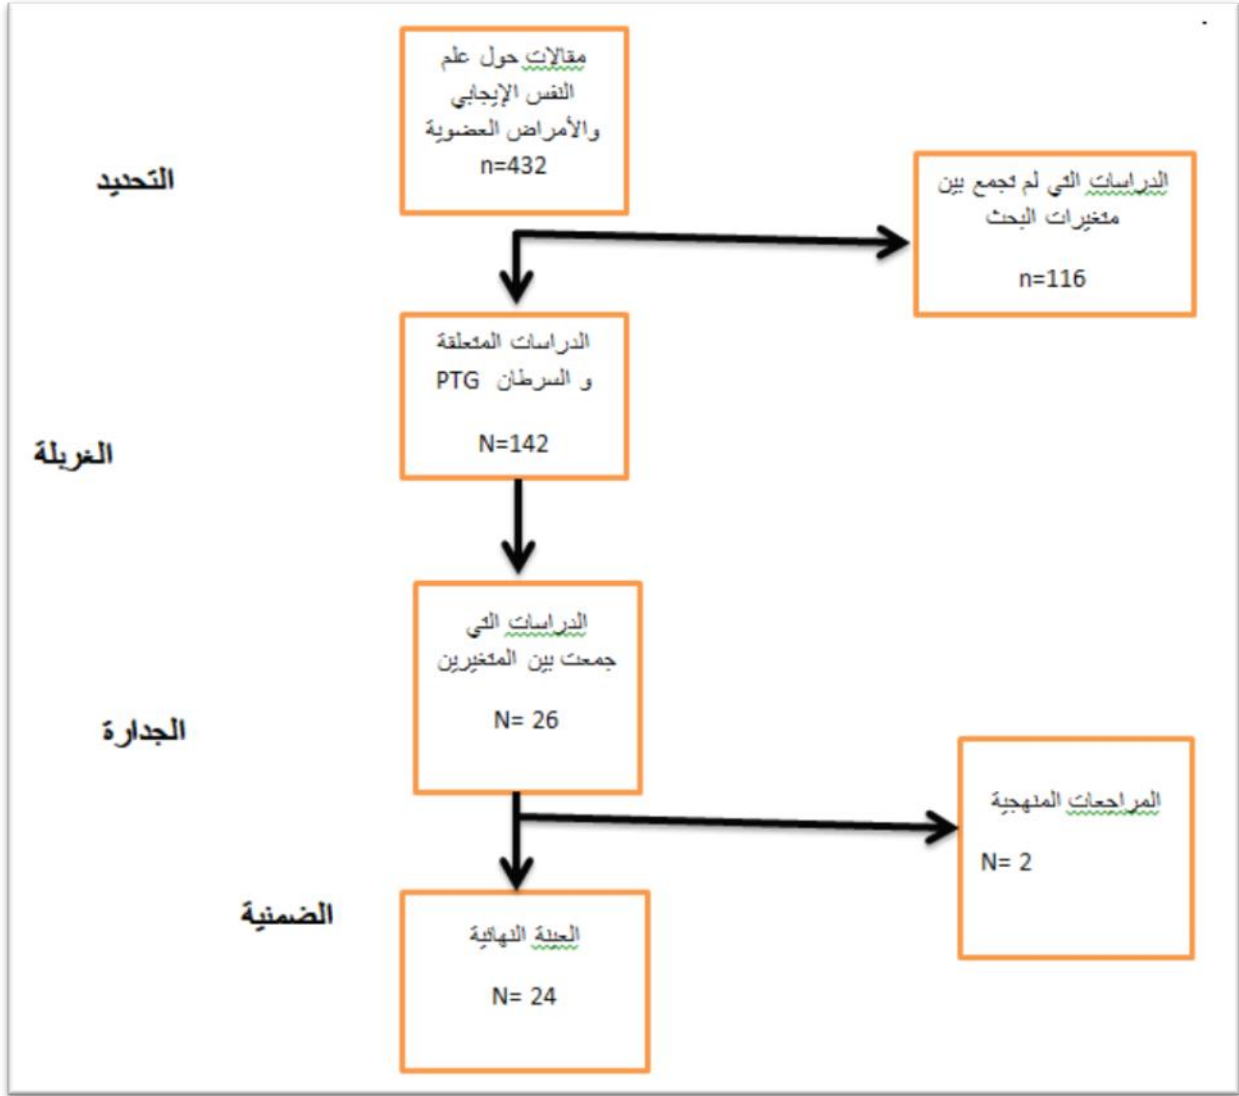 مقالات حول علم
النفس الإيجابي
والأمراض العضوية
n=432
التحديد
الدراسات التي لم تجمع بين
متغيرات البحث
n=116
الدراسات المتعلقة
و السرطان PTG
N=142
الغربلة
الدراسات التي
جمعت بين المتغيرين
N= 26
الجدارة
المراجعات المنهجية
N= 2
الضمنية
العينة النهائية
N= 24